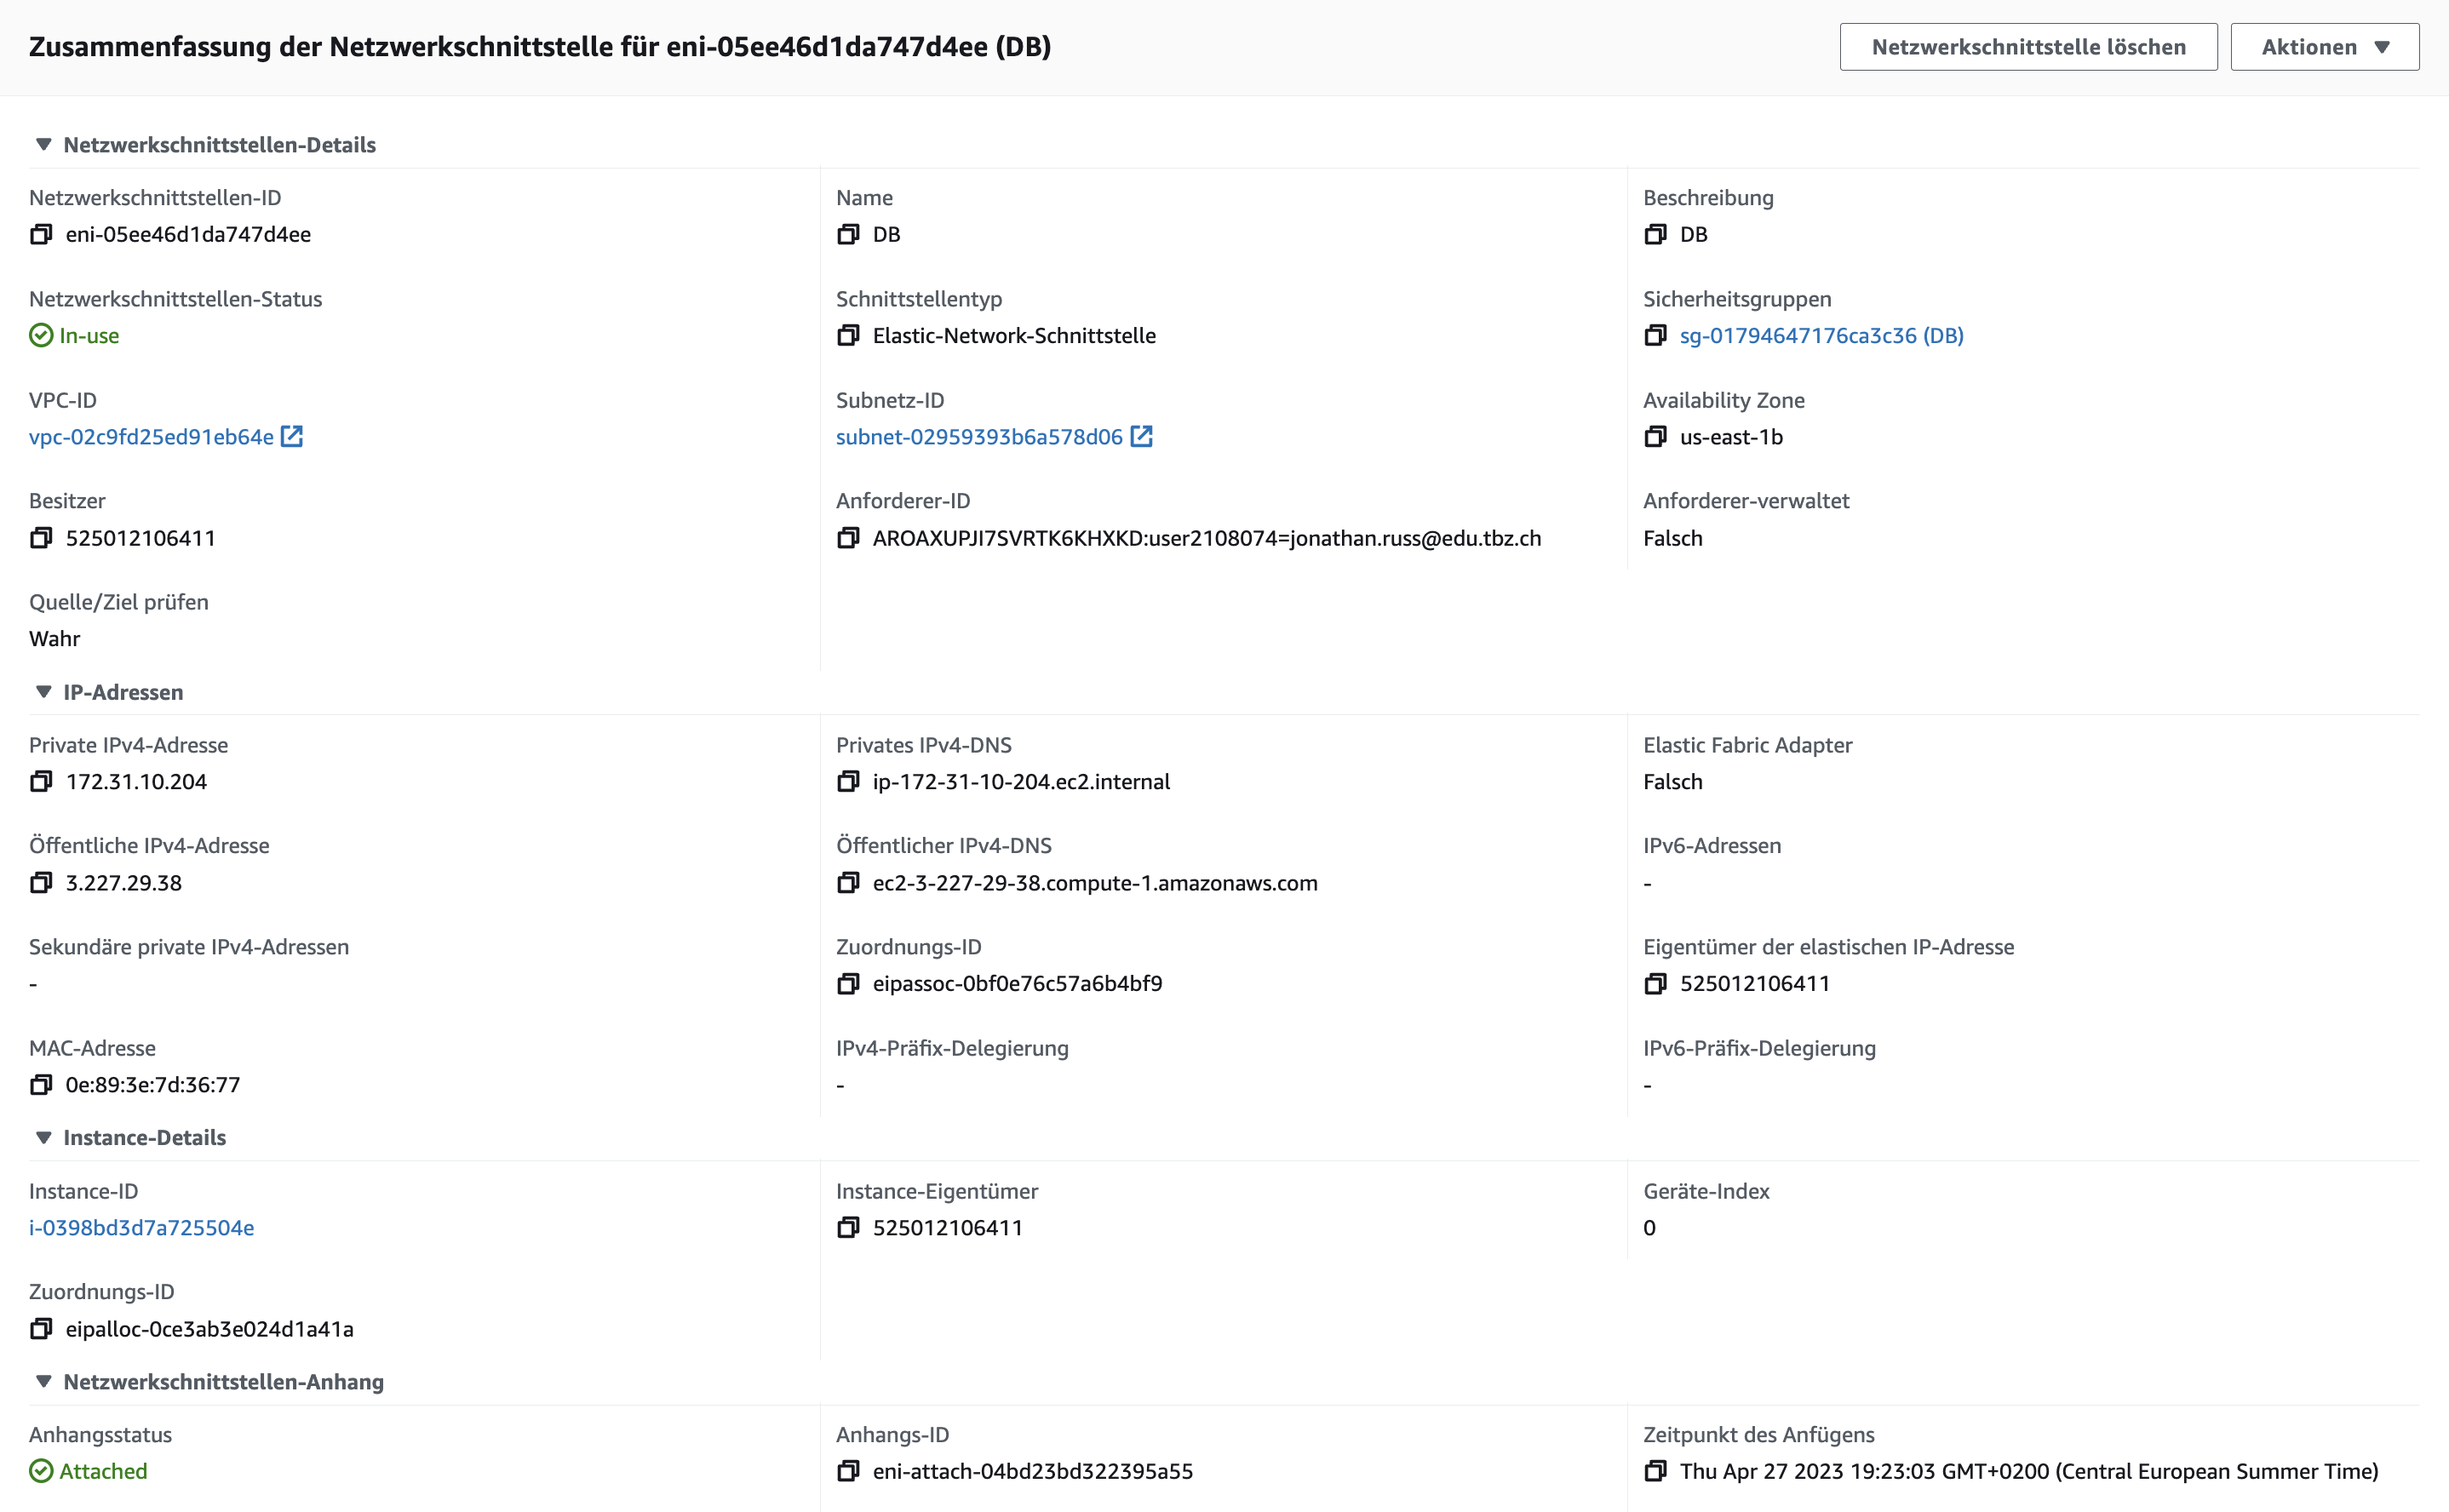 Zusammenfassung der Netzwerkschnittstelle für eni-05ee46d1da747d4ee (DB)
Netzwerkschnittstelle löschen
Aktionen
Netzwerkschnittstellen-Details
Netzwerkschnittstellen-ID
eni-05ee46d1da747d4ee
Name
DB
Beschreibung
DB
Netzwerkschnittstellen-Status
In-use
Schnittstellentyp
Elastic-Network-Schnittstelle
Sicherheitsgruppen
sg-01794647176ca3c36 (DB)
VPC-ID
vpc-02c9fd25ed91eb64e
Subnetz-ID
subnet-02959393b6a578d06
Availability Zone
us-east-1b
Besitzer
525012106411
Anforderer-ID
AROAXUPJI7SVRTK6KHXKD:user2108074=jonathan.russ@edu.tbz.ch
Anforderer-verwaltet
Falsch
Quelle/Ziel prüfen
Wahr
IP-Adressen
Private IPv4-Adresse
172.31.10.204
Privates IPv4-DNS
ip-172-31-10-204.ec2.internal
Elastic Fabric Adapter
Falsch
Öffentliche IPv4-Adresse
3.227.29.38
Öffentlicher IPv4-DNS
ec2-3-227-29-38.compute-1.amazonaws.com
IPv6-Adressen
-
Sekundäre private IPv4-Adressen
-
Zuordnungs-ID
eipassoc-0bf0e76c57a6b4bf9
Eigentümer der elastischen IP-Adresse
525012106411
MAC-Adresse
0e:89:3e:7d:36:77
IPv4-Präfix-Delegierung
-
IPv6-Präfix-Delegierung
-
Instance-Details
Instance-ID
i-0398bd3d7a725504e
Instance-Eigentümer
525012106411
Geräte-Index
0
Zuordnungs-ID
eipalloc-0ce3ab3e024d1a41a
Netzwerkschnittstellen-Anhang
Anhangsstatus
Attached
Anhangs-ID
eni-attach-04bd23bd322395a55
Zeitpunkt des Anfügens
Thu Apr 27 2023 19:23:03 GMT+0200 (Central European Summer Time)